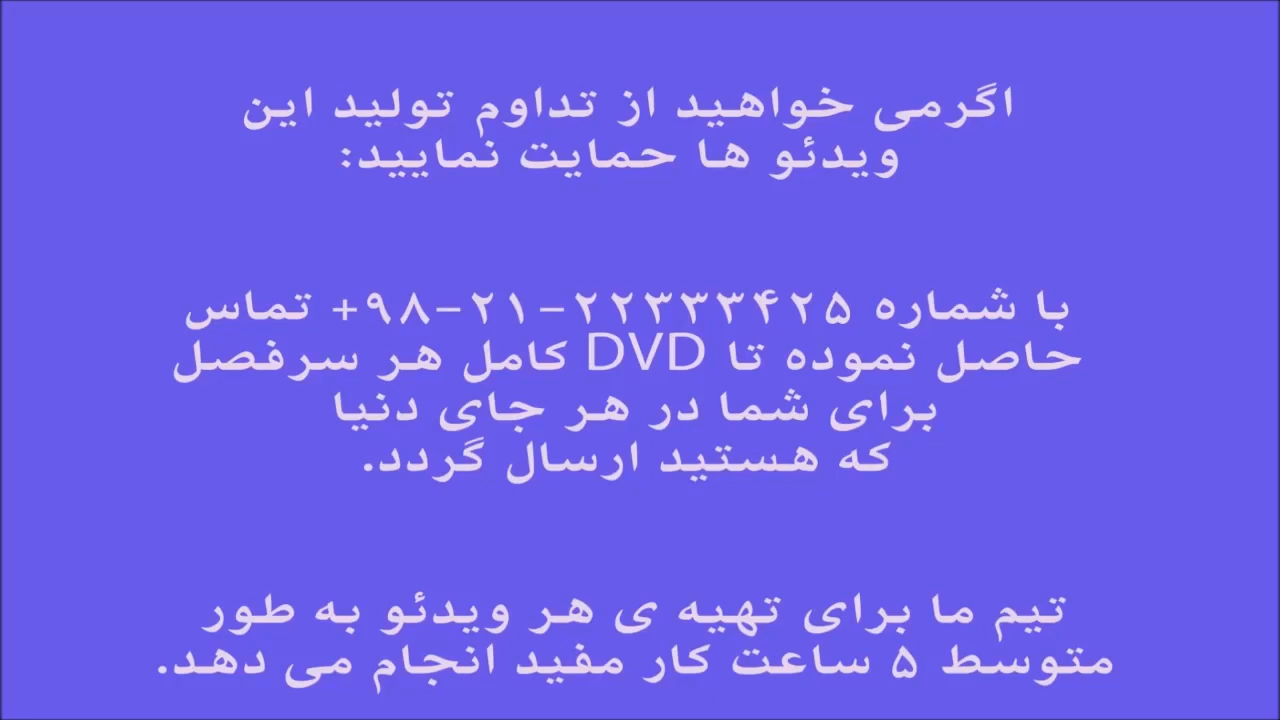 اگرمی خواهید از تداوم تولید این
ویدئو ها حمایت نمایید:
با شماره ۲۲۳۳۳۴۲۵-۲۱-۹۸+ تماس
حاصل نموده تا DVD کامل هر سرفصل
برای شما در هر جای دنیا
که هستید ارسال گردد.
تیم ما برای تهیه ی هر ویدئو به طور
متوسط ۵ ساعت کار مفید انجام می دهد.